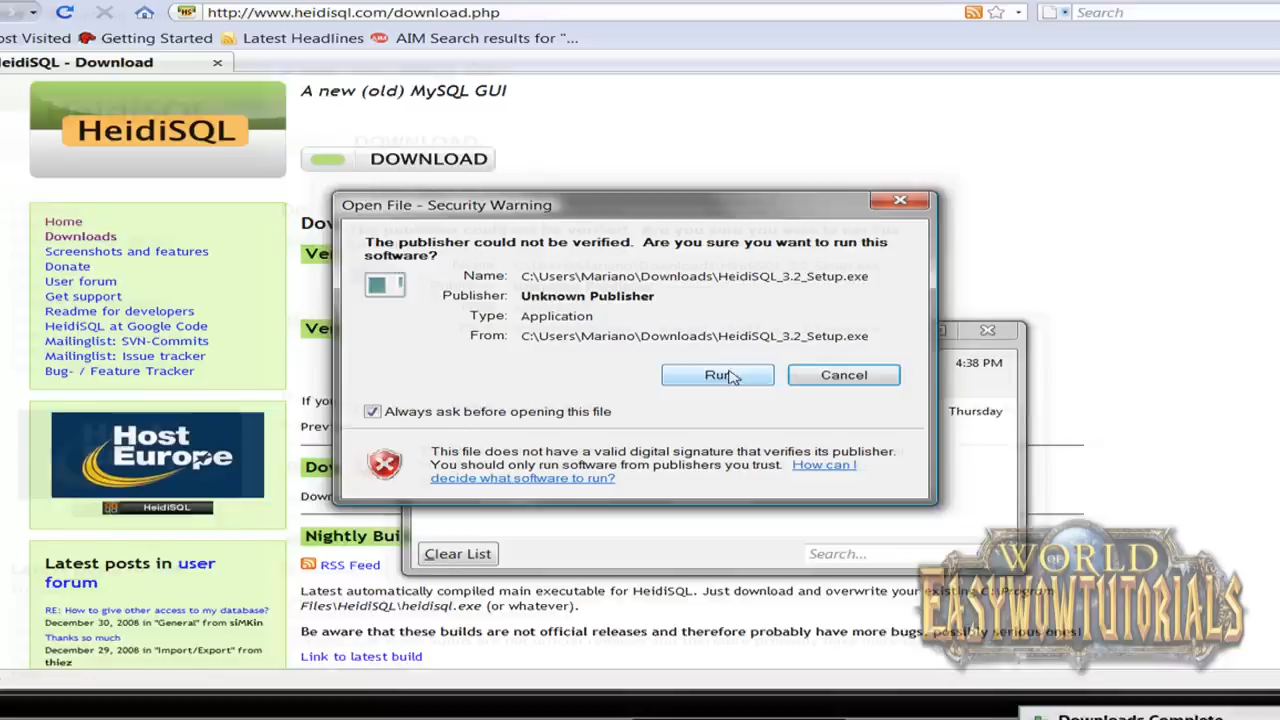 http://www.heidisql.com/download.php
Search
ost Visited
Getting Started
Latest Headlines
AIM Search results for "...
eidiSQL - Download
HeidiSQL
A new (old) MySQL GUI
DOWNLOAD
Home
Downloads
Screenshots and features
Donate
User forum
Get support
Readme for developers
HeidiSQL at Google Code
Mailinglist: SVN-Commits
Mailinglist: Issue tracker
Bug- / Feature Tracker
Host
Europe
HeidiSQL
Latest posts in user
forum
RE: How to give other access to my database?
December 30, 2008 in "General" from siMKin
Thanks so much
December 29, 2008 in "Import/Export" from
thiez
Open File - Security Warning
The publisher could not be verified. Are you sure you want to run this
software?
Name: C:\Users\Mariano\Downloads\HeidiSQL_3.2_Setup.exe
Publisher: Unknown Publisher
Type: Application
From: C:\Users\Mariano\Downloads\HeidiSQL_3.2_Setup.exe
Run
Cancel
Always ask before opening this file
This file does not have a valid digital signature that verifies its publisher.
You should only run software from publishers you trust. How can I
decide what software to run?
4:38 PM
Thursday
Clear List
Search...
Nightly Bui
RSS Feed
Latest automatically compiled main executable for HeidiSQL. Just download and overwrite your existing C:\Program
Files\HeidiSQL\heidisql.exe (or whatever).
Be aware that these builds are not official releases and therefore probably have more bugs, possibly serious ones!
Link to latest build
WORLD
OF
EASYWOWTUTORIALS
Downloads Complete